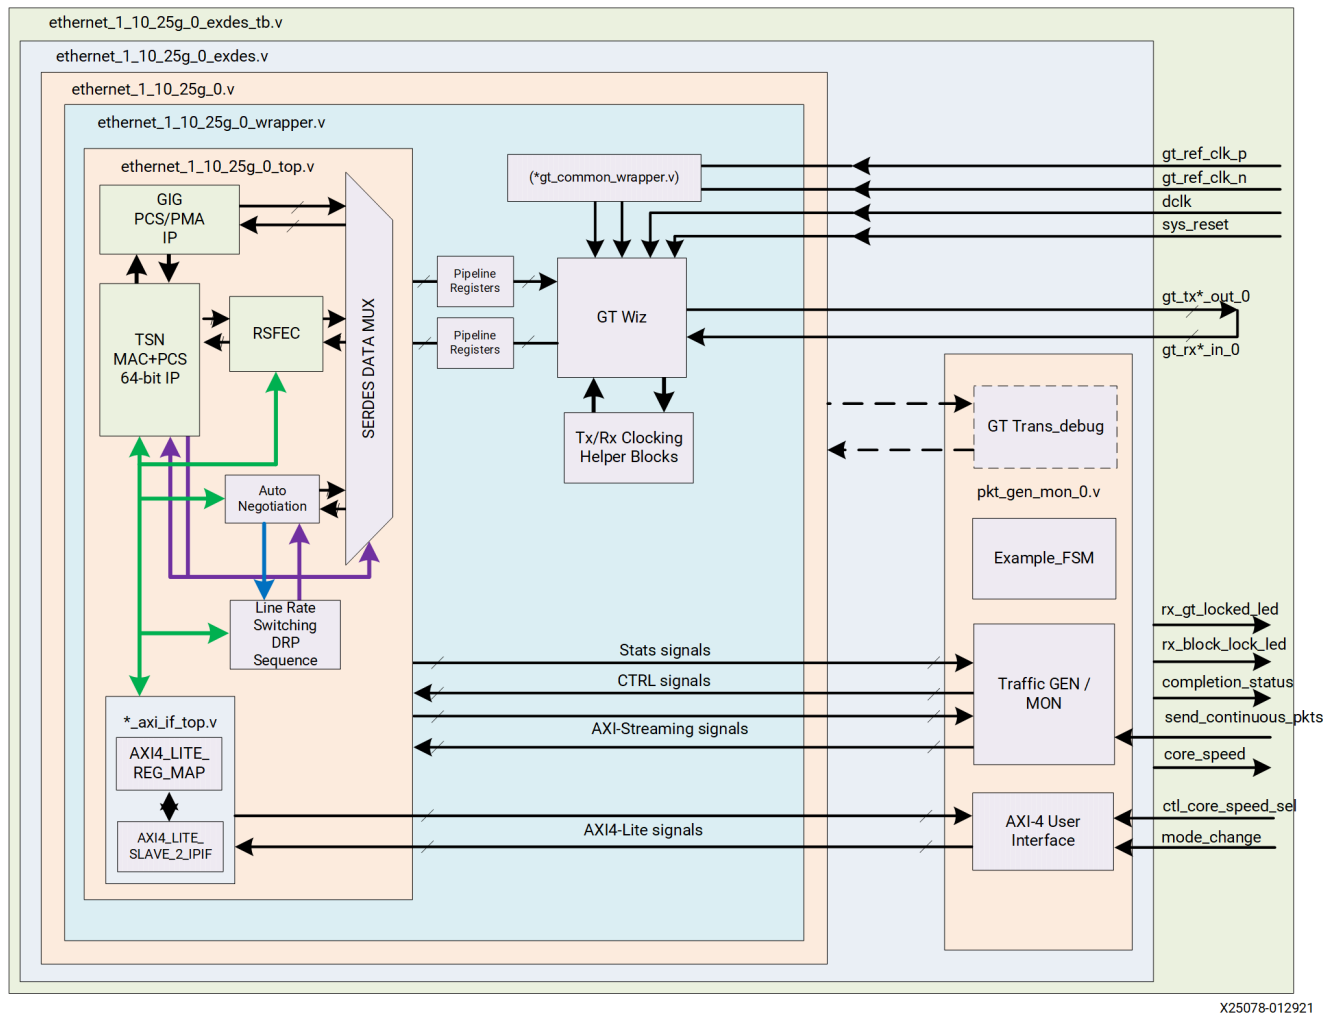 ethernet_1_10_25g_0_exdes_tb.v
ethernet_1_10_25g_0_exdes.v
ethernet_1_10_25g_0.v
ethernet_1_10_25g_0_wrapper.v
ethernet_1_10_25g_0_top.v
GIG
PCS/PMA
IP
TSN
MAC+PCS
64-bit IP
RSFEC
SERDES DATA MUX
Auto
Negotiation
Line Rate
Switching
DRP
Sequence
*_axi_if_top.v
AXI4_LITE_
REG_MAP
AXI4_LITE_
SLAVE_2_IPIF
Pipeline
Registers
Pipeline
Registers
(*gt_common_wrapper.v)
GT Wiz
Tx/Rx Clocking
Helper Blocks
Stats signals
CTRL signals
AXI-Streaming signals
AXI4-Lite signals
GT Trans_debug
pkt_gen_mon_0.v
Example_FSM
Traffic GEN /
MON
AXI-4 User
Interface
gt_ref_clk_p
gt_ref_clk_n
dclk
sys_reset
gt_tx*_out_0
gt_rx*_in_0
rx_gt_locked_led
rx_block_lock_led
completion_status
send_continuous_pkts
core_speed
ctl_core_speed_sel
mode_change
X25078-012921